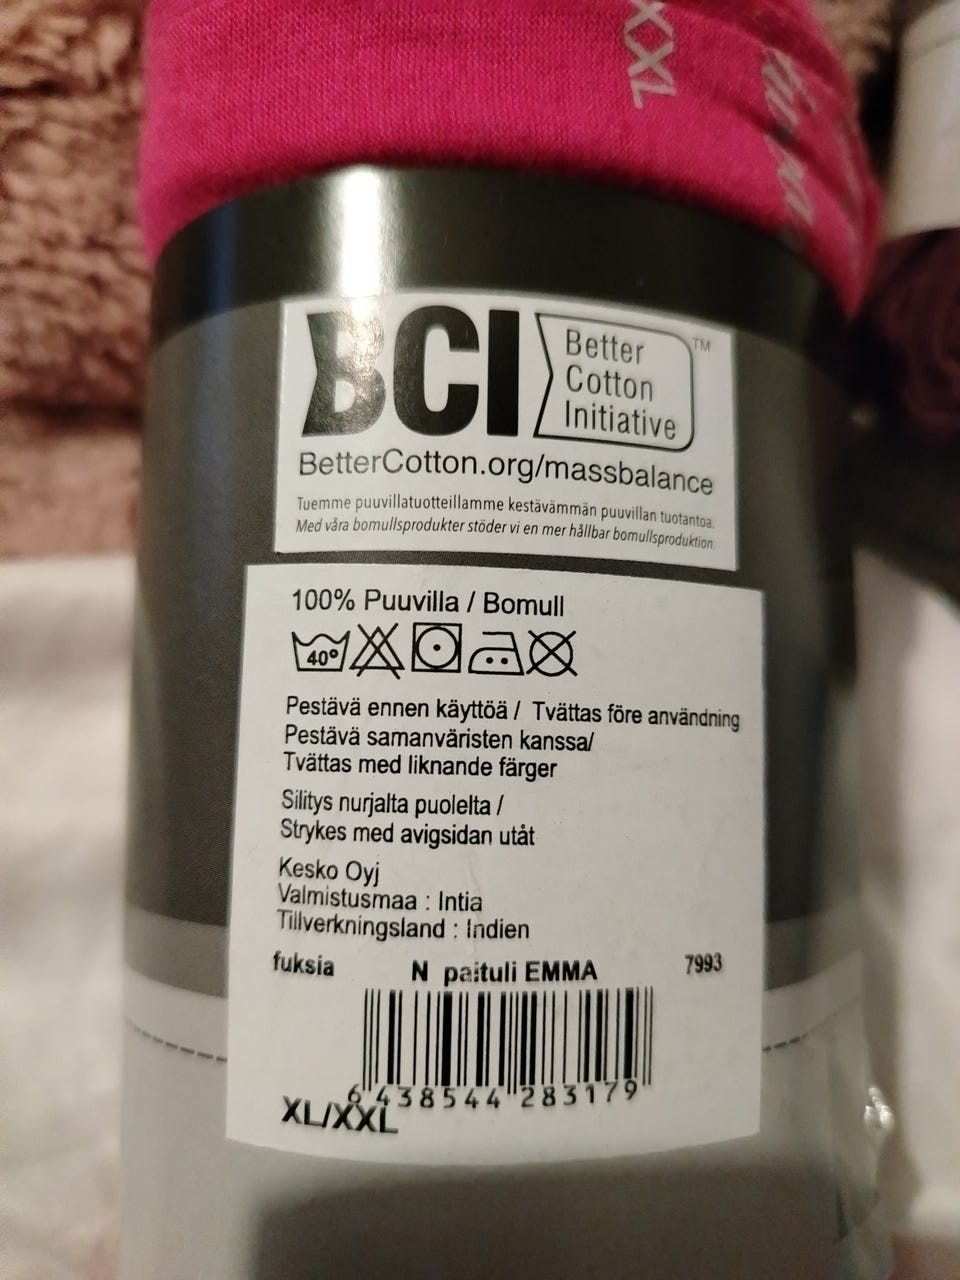 XXL
BCI
Better
Cotton
Initiative
TM
BetterCotton.org/massbalance
Tuemme puuvillatuotteillamme kestävämmän puuvillan tuotantoa.
Med våra bomullsprodukter stöder vi en mer hållbar bomullsproduktion.
100% Puuvilla / Bomull
40°
Pestävä ennen käyttöä / Tvättas före användning
Pestävä samanväristen kanssa/
Tvättas med liknande färger
Silitys nurjalta puolelta /
Strykes med avigsidan utåt
Kesko Oyj
Valmistusmaa : Intia
Tillverkningsland : Indien
fuksia N paituli EMMA 7993
6 438544 283179
XL/XXL